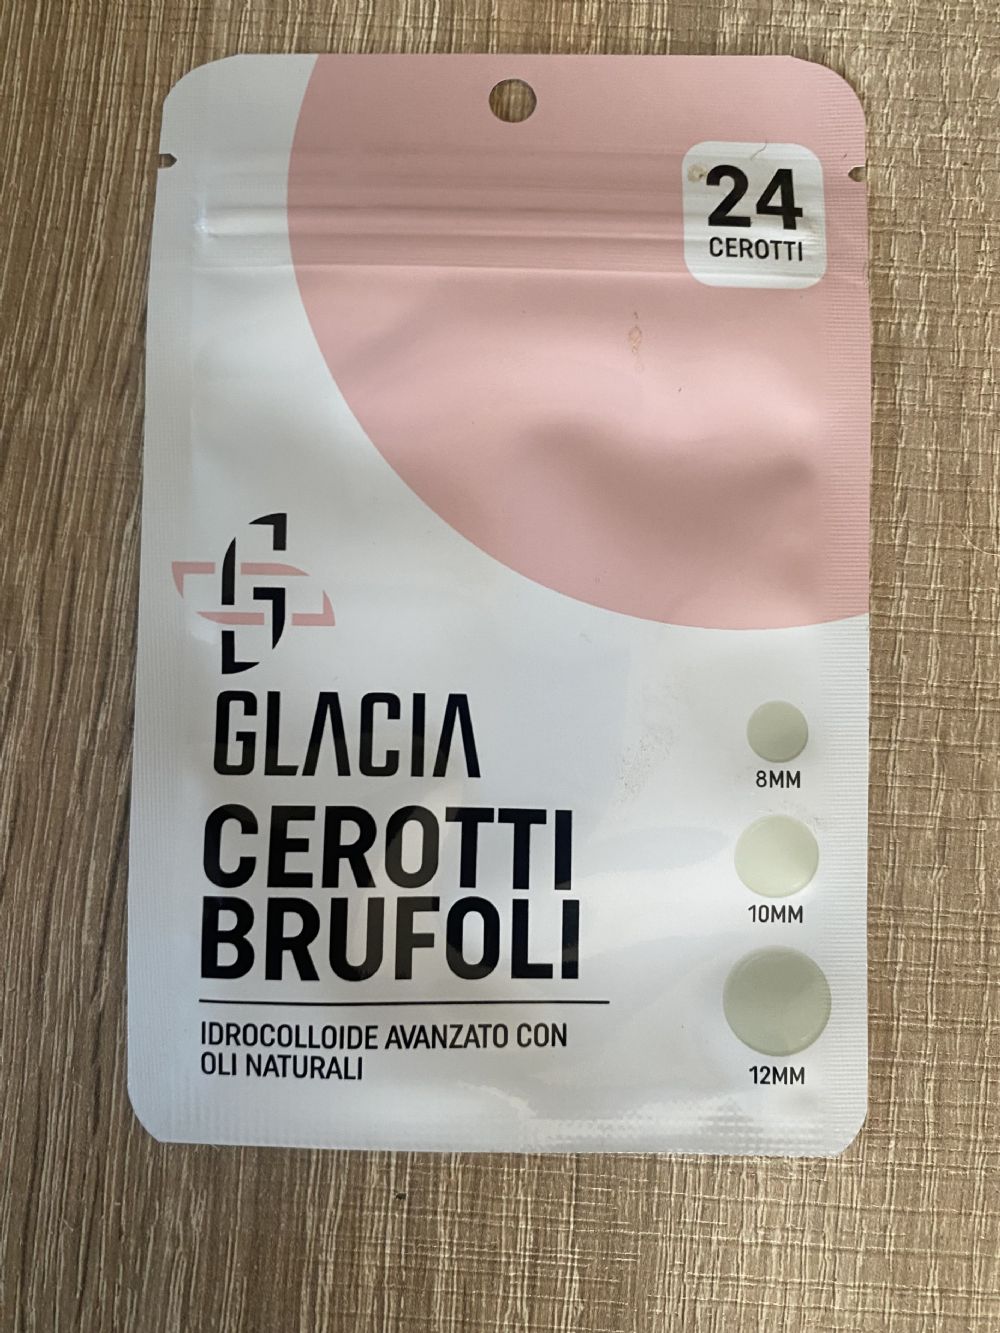 24
CEROTTI
GLACIA
CEROTTI
BRUFOLI
IDROCOLLOIDE AVANZATO CON
OLI NATURALI
8MM
10MM
12MM